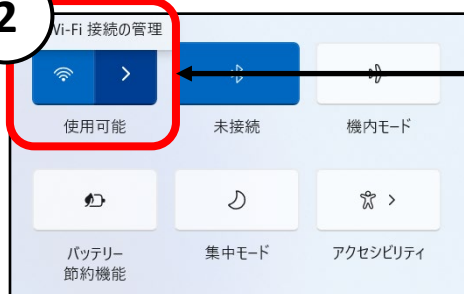 2
Wi-Fi 接続の管理
使用可能
未接続
機内モード
バッテリー
節約機能
集中モード
アクセシビリティ